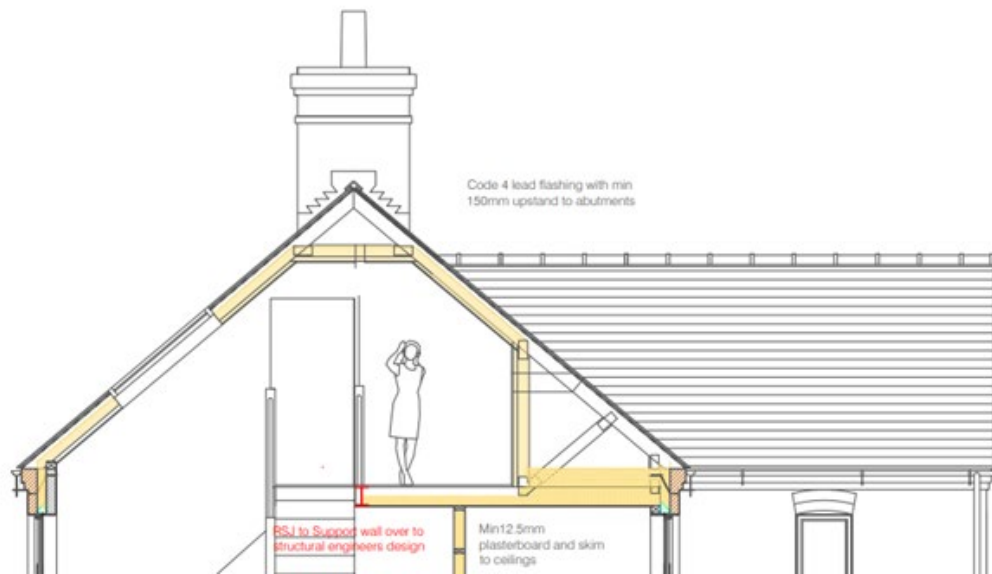 Code 4 lead flashing with min
150mm upstand to abutments
RSJ to Support wall over to
structural engineers design
Min12.5mm
plasterboard and skim
to ceilings